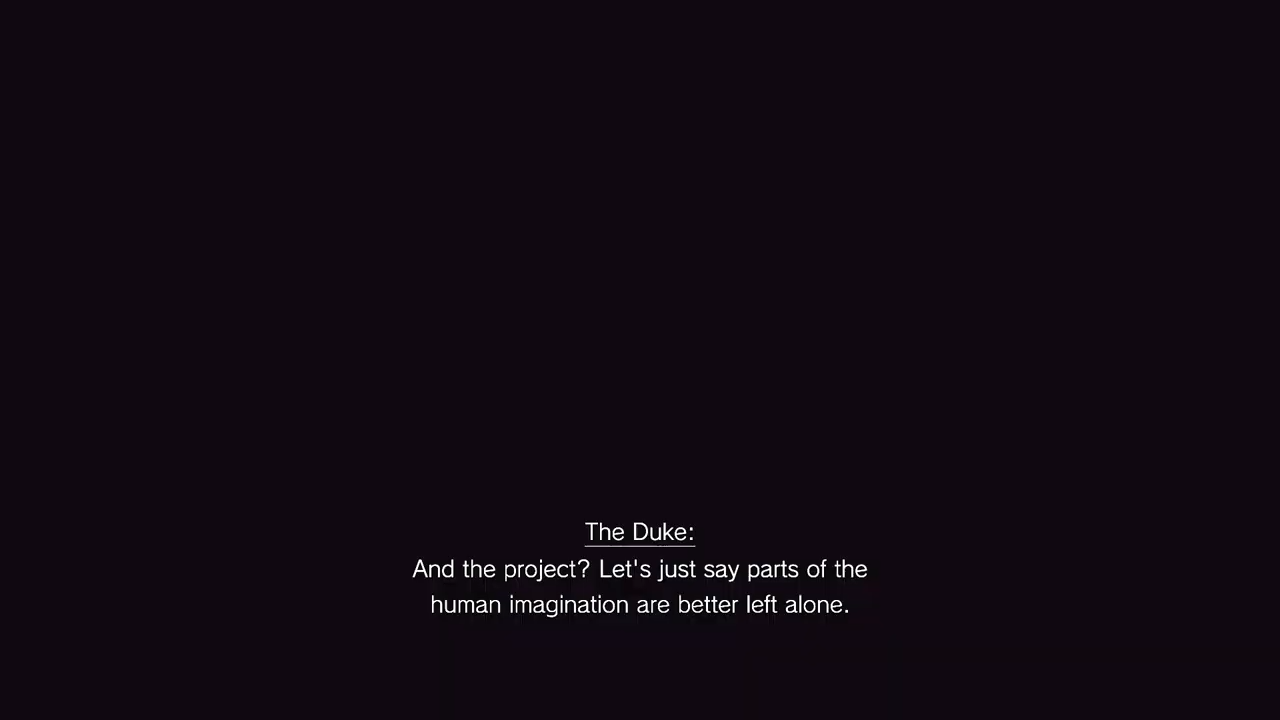 The Duke:
And the project? Let's just say parts of the
human imagination are better left alone.